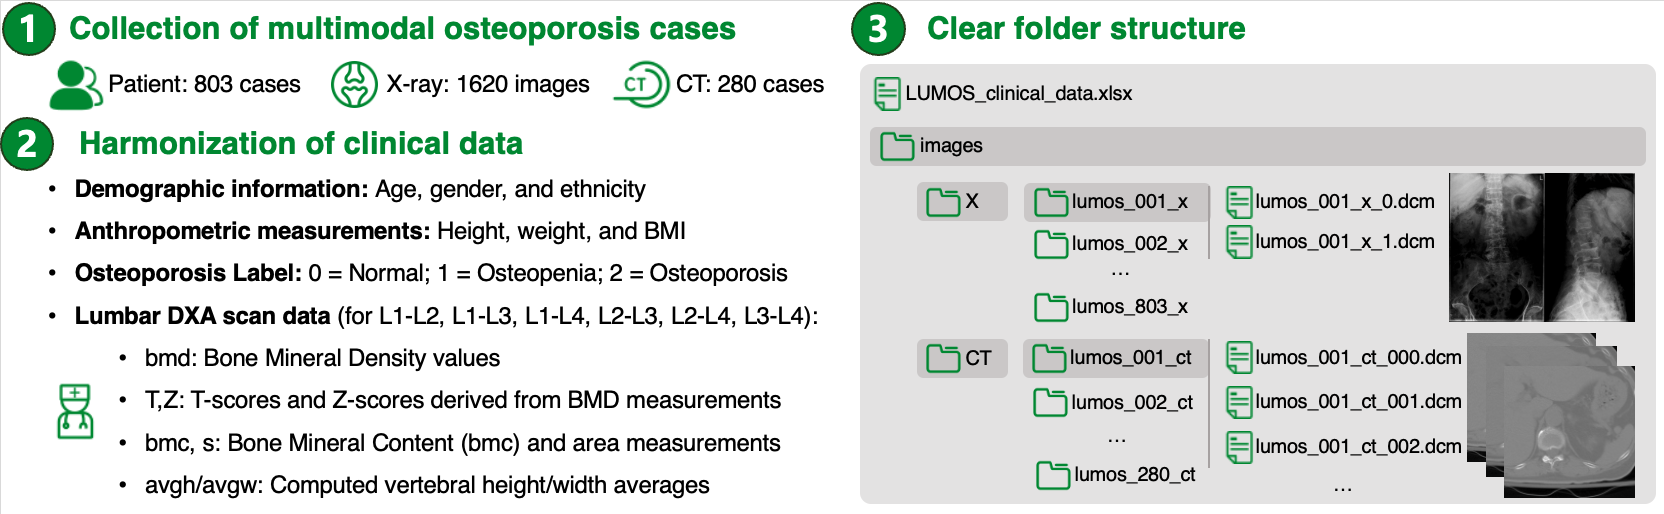 1 Collection of multimodal osteoporosis cases
Patient: 803 cases
X-ray: 1620 images
CT
CT: 280 cases
2 Harmonization of clinical data
• Demographic information: Age, gender, and ethnicity
• Anthropometric measurements: Height, weight, and BMI
• Osteoporosis Label: 0 = Normal; 1 = Osteopenia; 2 = Osteoporosis
• Lumbar DXA scan data (for L1-L2, L1-L3, L1-L4, L2-L3, L2-L4, L3-L4):
• bmd: Bone Mineral Density values
• T,Z: T-scores and Z-scores derived from BMD measurements
• bmc, s: Bone Mineral Content (bmc) and area measurements
• avgh/avgw: Computed vertebral height/width averages
3 Clear folder structure
LUMOS_clinical_data.xlsx
images
X
lumos_001_x
lumos_002_x
...
lumos_803_x
lumos_001_x_0.dcm
lumos_001_x_1.dcm
CT
lumos_001_ct
lumos_002_ct
...
lumos_280_ct
lumos_001_ct_000.dcm
lumos_001_ct_001.dcm
lumos_001_ct_002.dcm
...